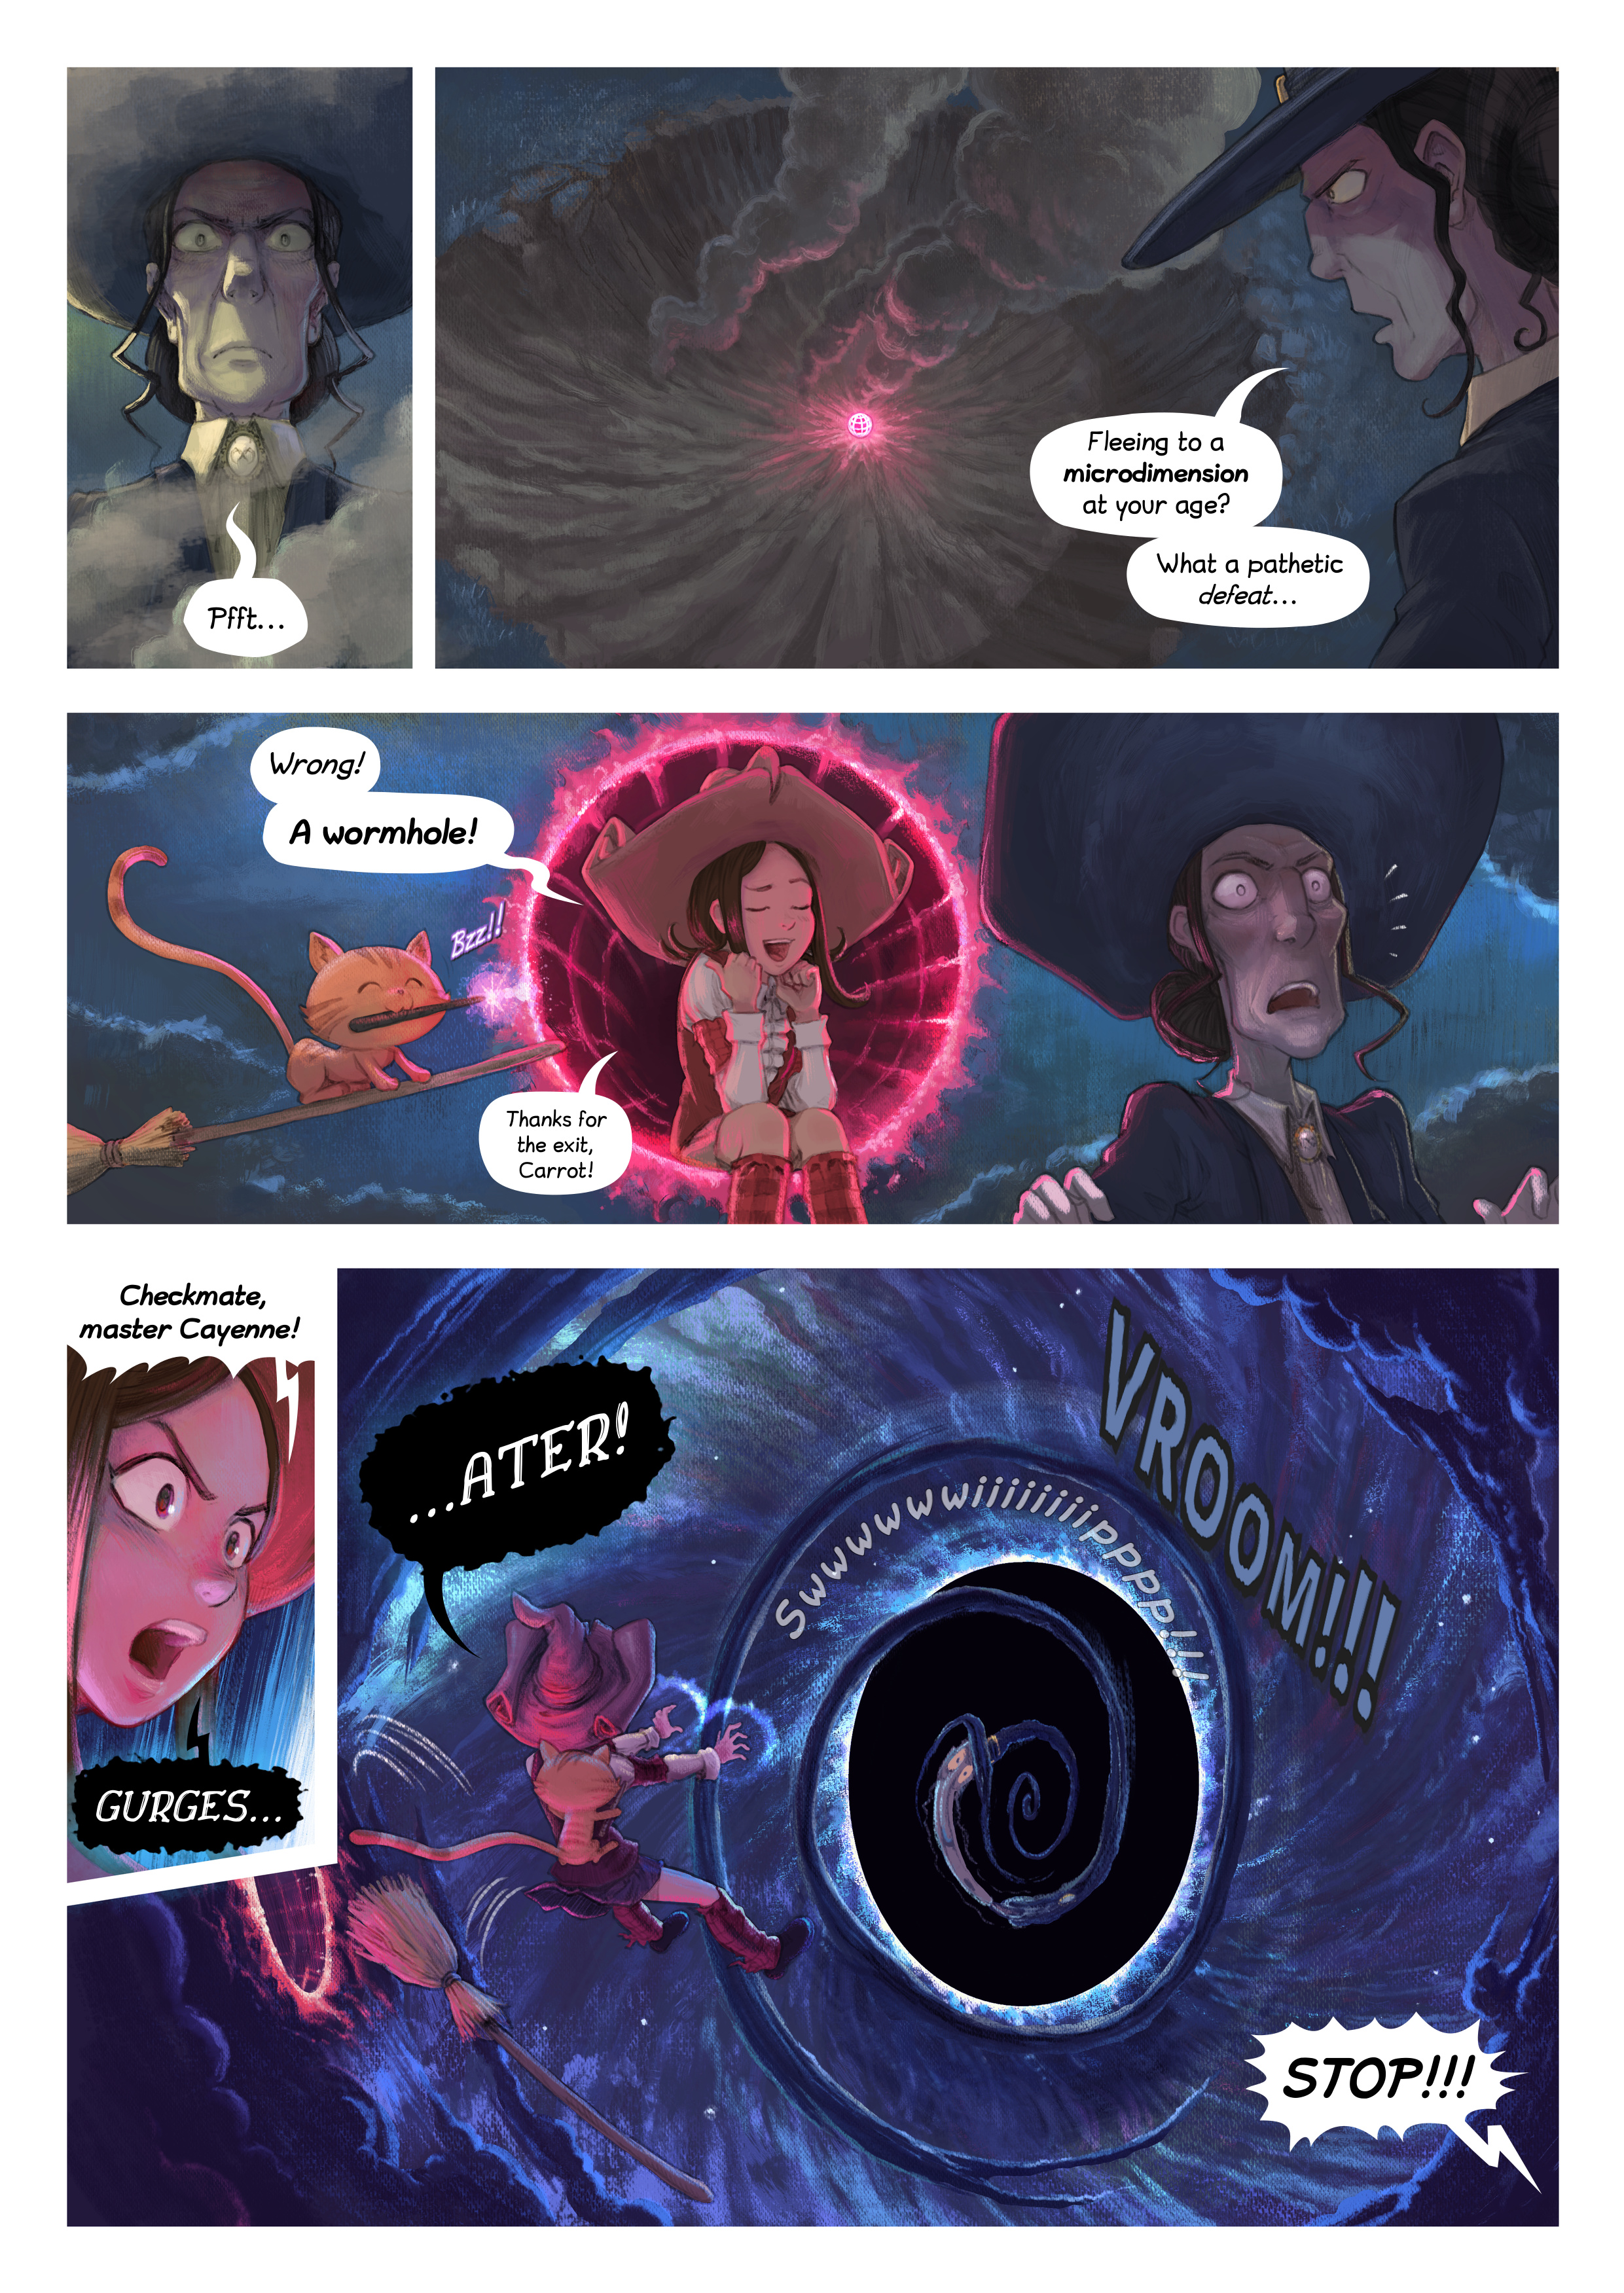 Pfft...
Fleeing to a
microdimension
at your age?
What a pathetic
defeat...
Wrong!
A wormhole!
Bzz!!
Thanks for
the exit,
Carrot!
Checkmate,
master Cayenne!
GURGES...
...ATER!
Swwwwwwiiiiiiiipppp!!!
VROOM!!!
STOP!!!